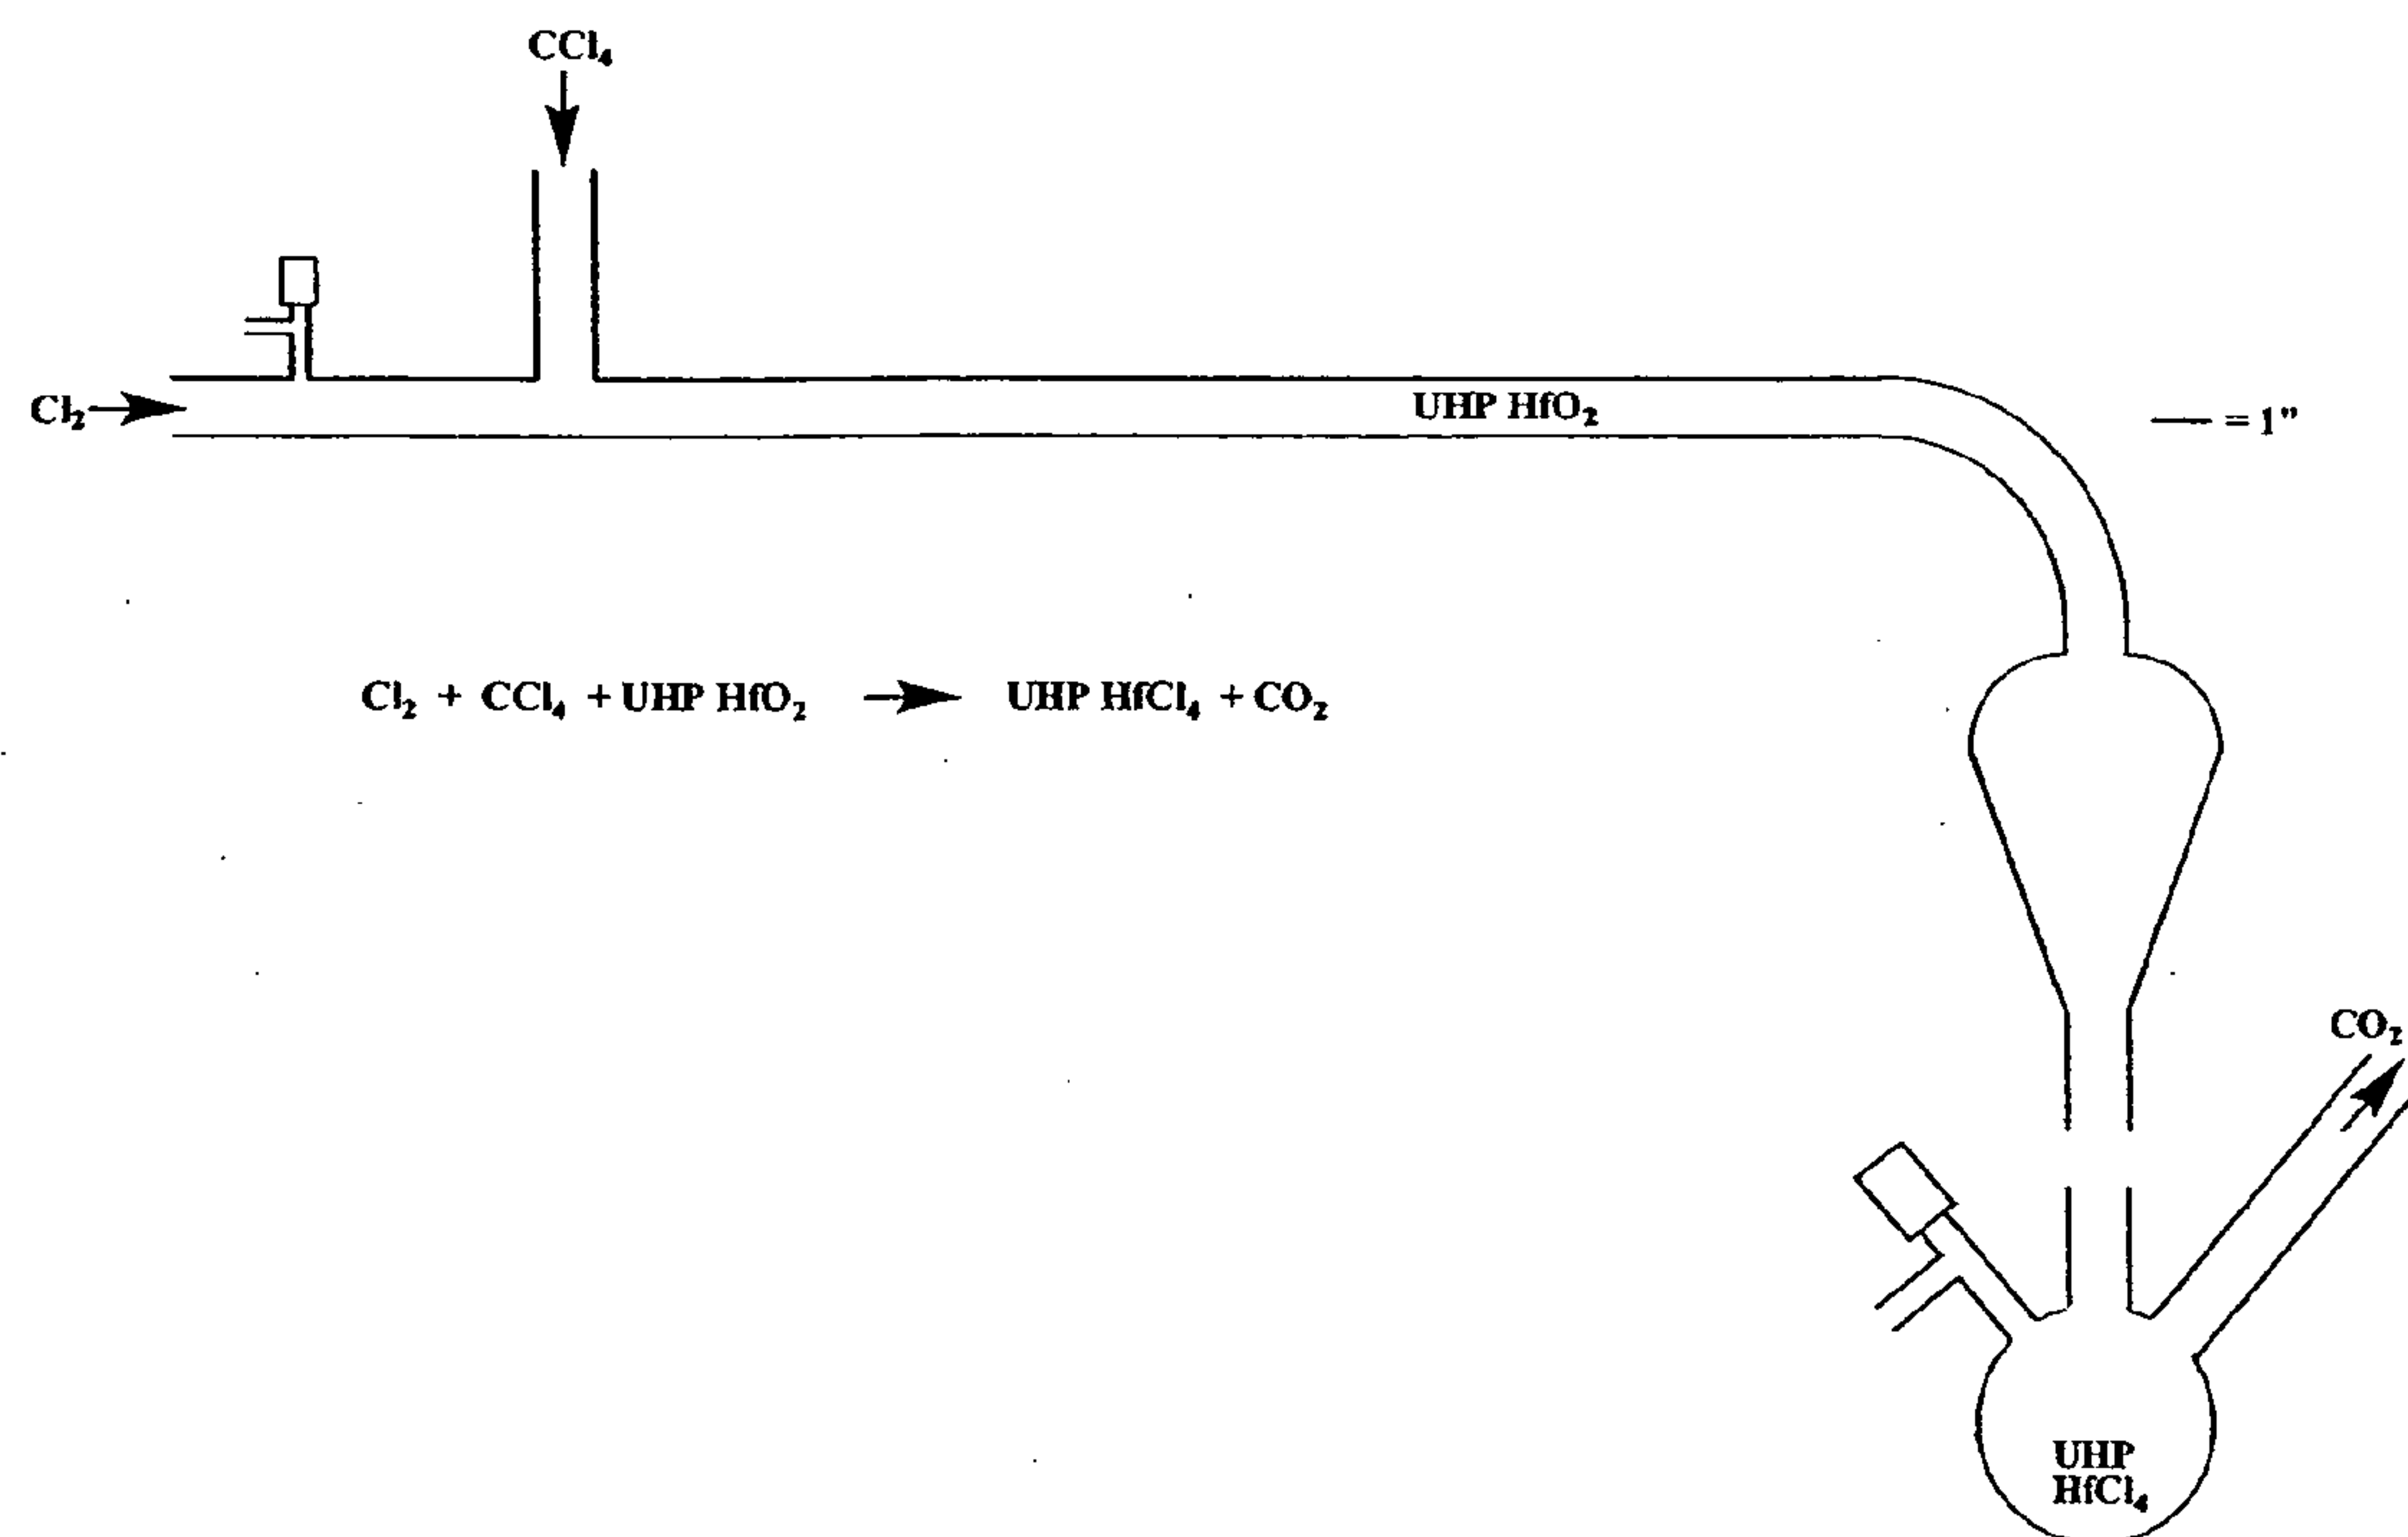 CCl₄
Cl₂
UHP HfO₂
= 1"
Cl₂ + CCl₄ + UHP HfO₂ → UHP HfCl₄ + CO₂
CO₂
UHP
HfCl₄